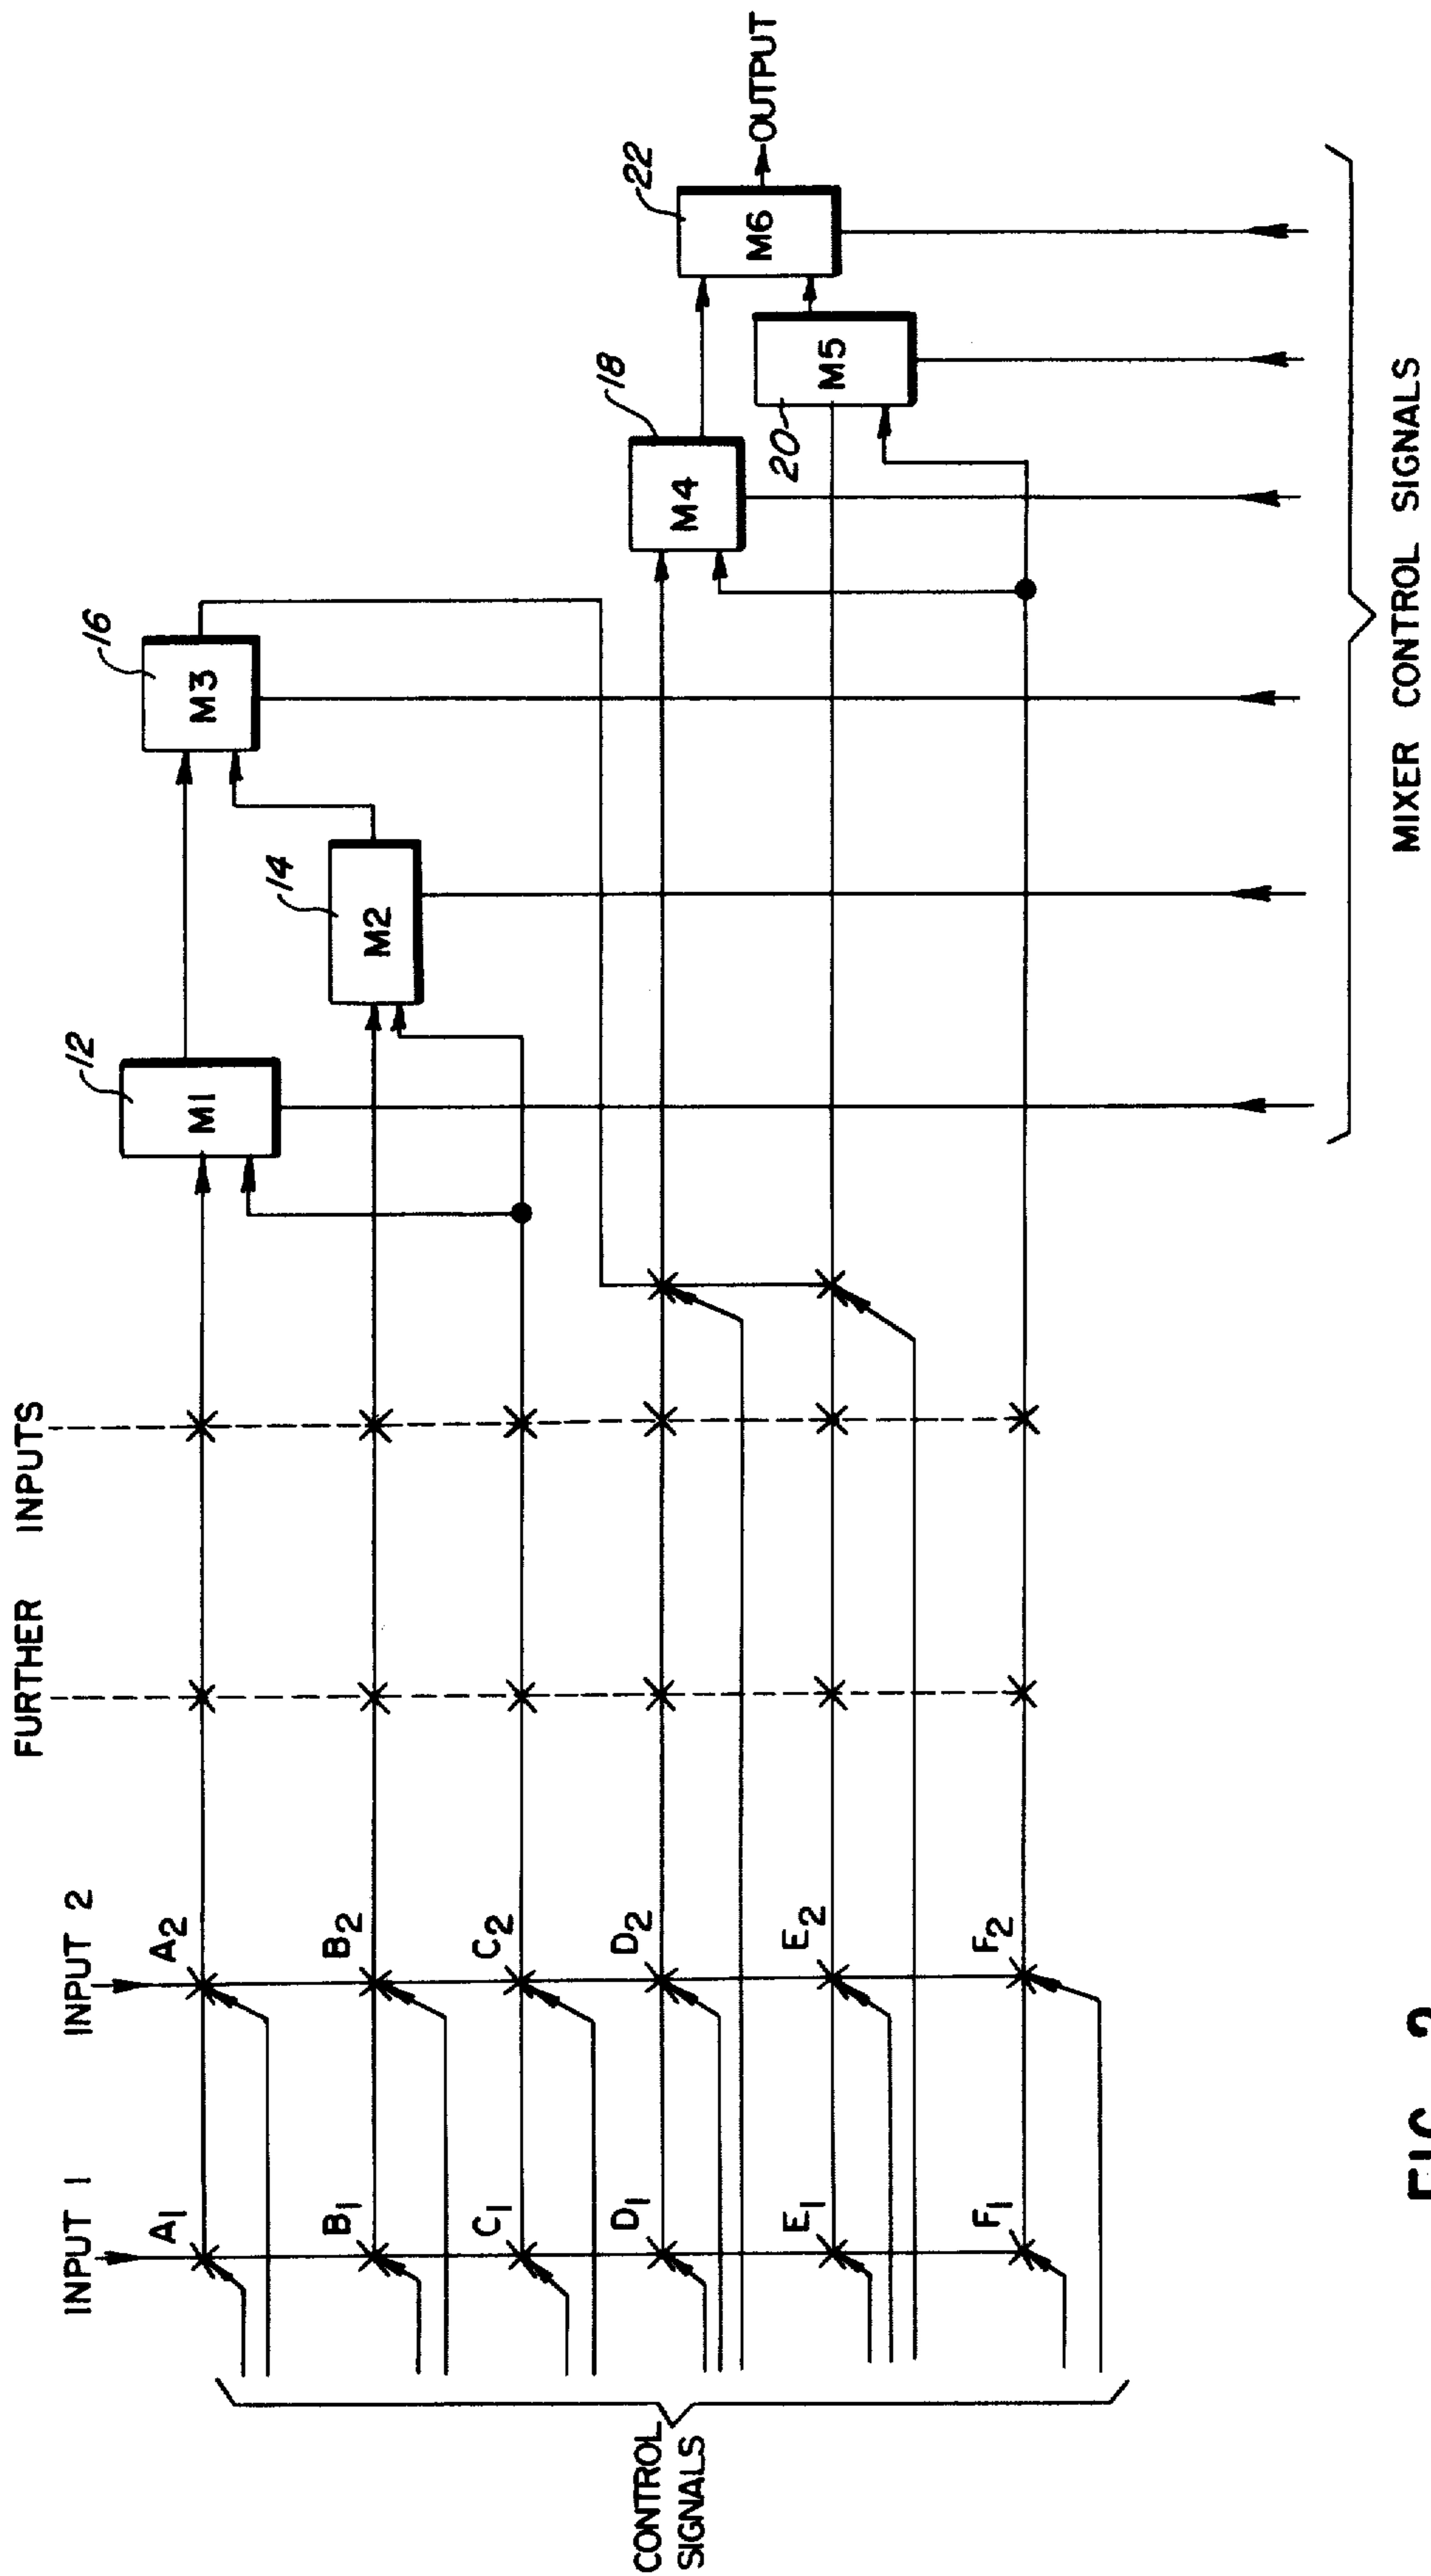 FURTHER INPUTS
INPUT 1
INPUT 2
A1
A2
B1
B2
C1
C2
D1
D2
E1
E2
F1
F2
12
M1
14
M2
16
M3
18
M4
20
M5
22
M6
OUTPUT
CONTROL
SIGNALS
MIXER CONTROL SIGNALS